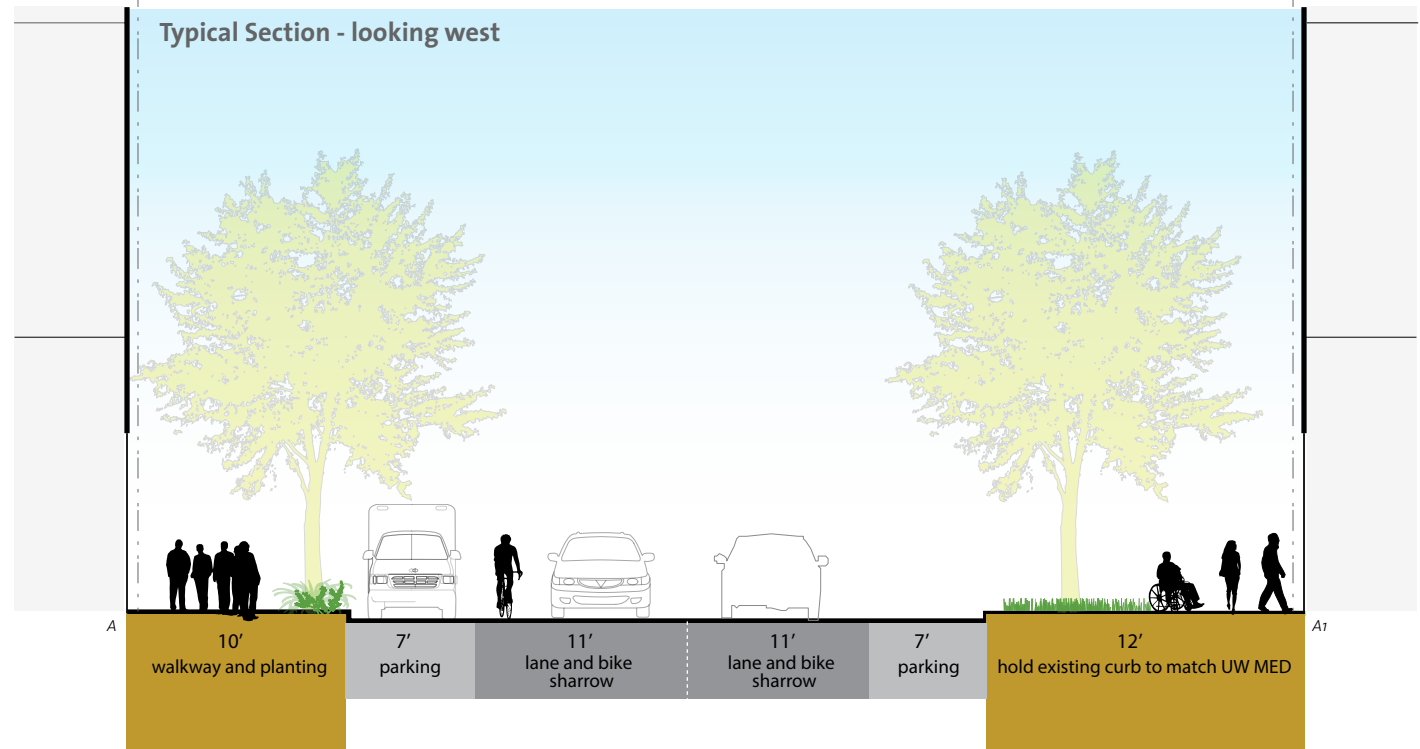 Typical Section - looking west
A
A1
10’
walkway and planting
7’
parking
11’
lane and bike
sharrow
11’
lane and bike
sharrow
7’
parking
12’
hold existing curb to match UW MED